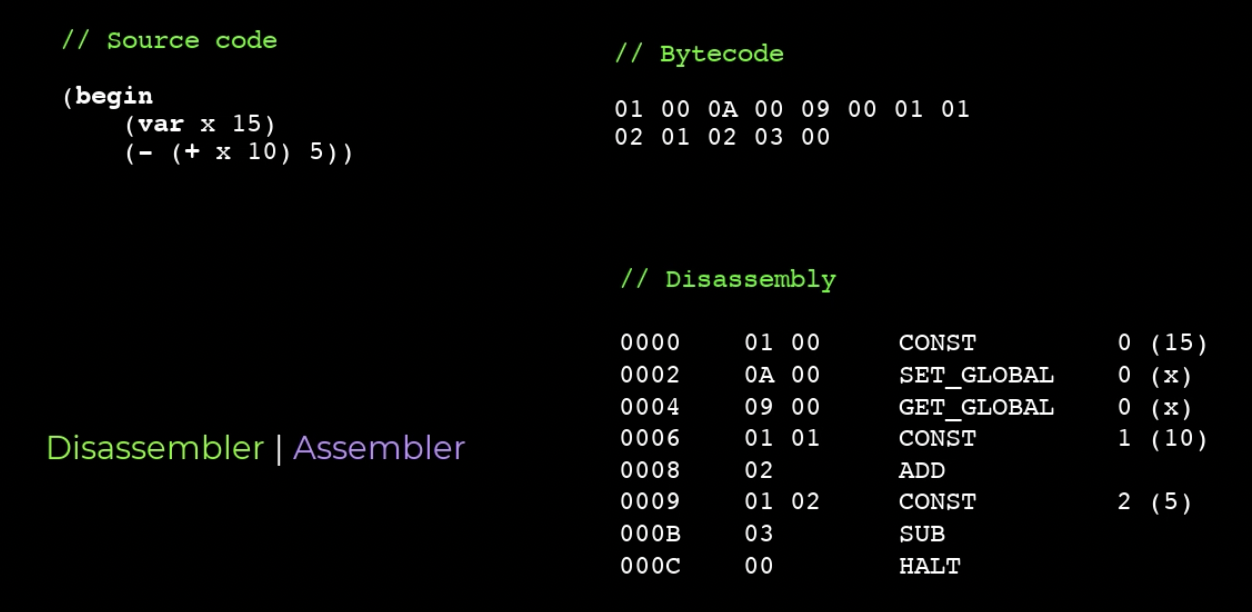 // Source code
(begin
    (var x 15)
    (- (+ x 10) 5))
// Bytecode
01 00 0A 00 09 00 01 01
02 01 02 03 00
Disassembler | Assembler
// Disassembly
0000    01 00    CONST    0 (15)
0002    0A 00    SET_GLOBAL    0 (x)
0004    09 00    GET_GLOBAL    0 (x)
0006    01 01    CONST    1 (10)
0008    02    ADD
0009    01 02    CONST    2 (5)
000B    03    SUB
000C    00    HALT